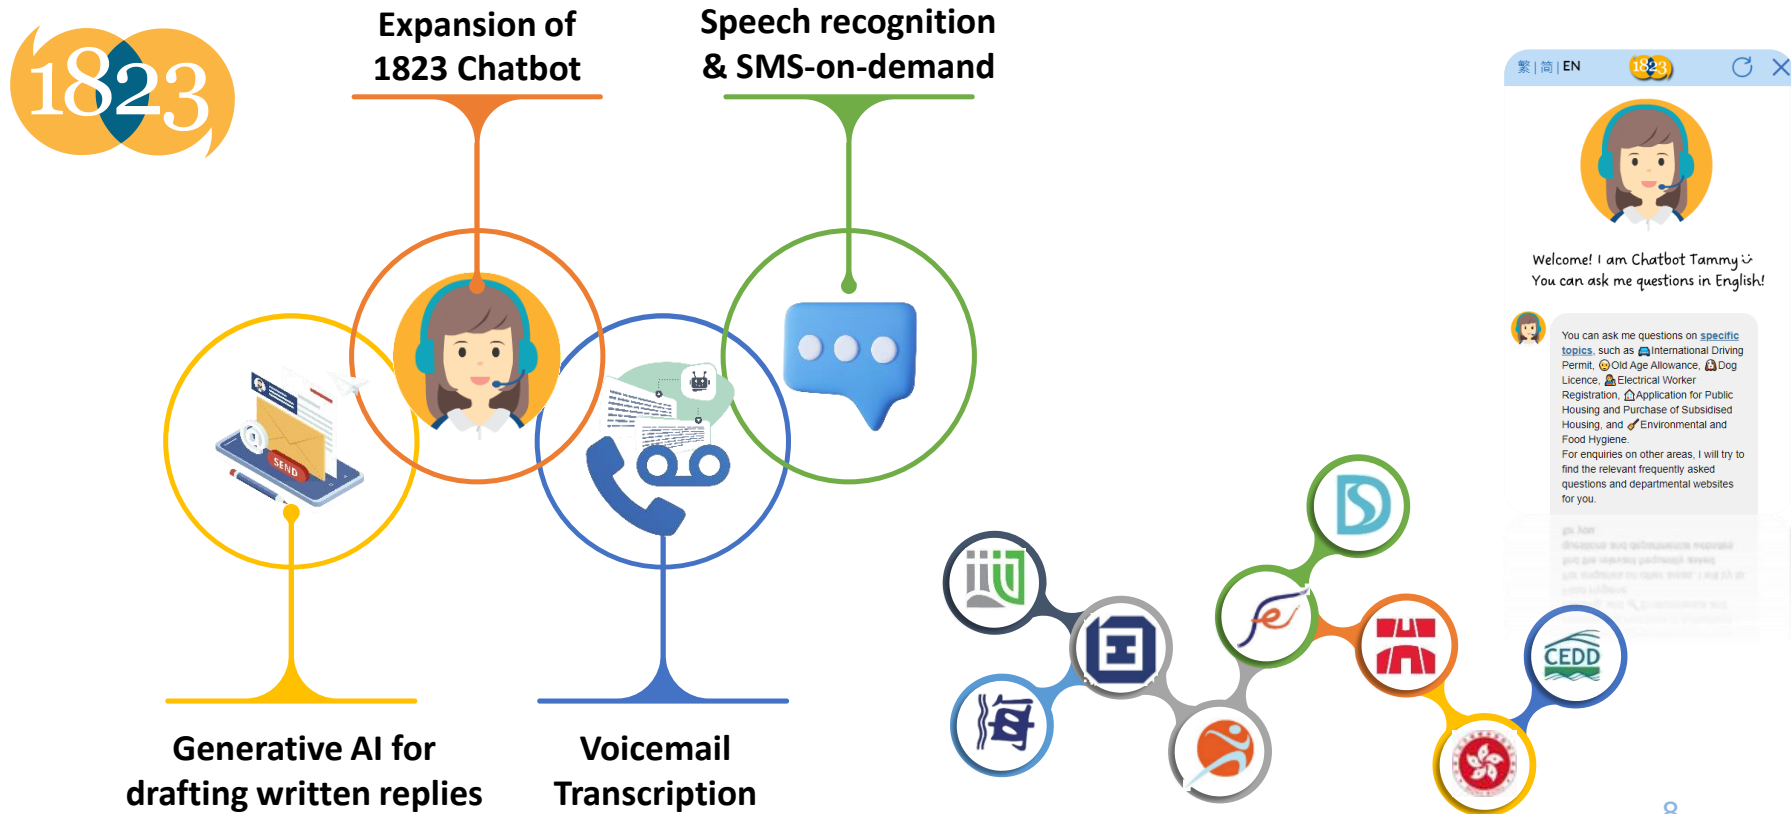 1823
Expansion of
1823 Chatbot
Speech recognition
& SMS-on-demand
SEND
Generative AI for
drafting written replies
Voicemail
Transcription
繁 | 简 | EN
1823
Welcome! I am Chatbot Tammy
You can ask me questions in English!
You can ask me questions on specific
topics, such as International Driving
Permit, Old Age Allowance, Dog
Licence, Electrical Worker
Registration, Application for Public
Housing and Purchase of Subsidised
Housing, and Environmental and
Food Hygiene.
For enquiries on other areas, I will try to
find the relevant frequently asked
questions and departmental websites
for you.
CEDD
8